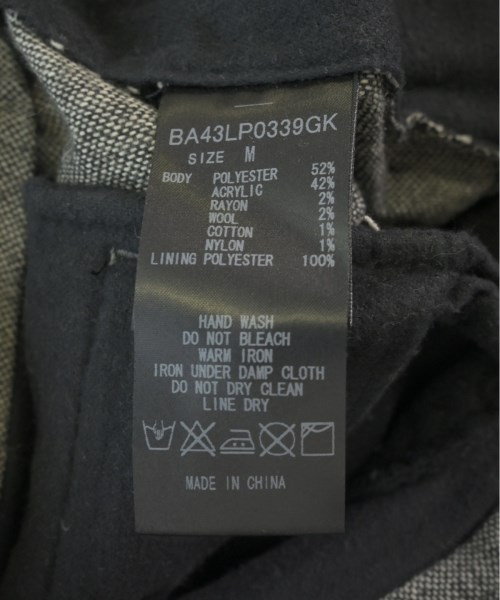 BA43LP0339GK
SIZE M
BODY POLYESTER 52%
ACRYLIC 42%
RAYON 2%
WOOL 2%
COTTON 1%
NYLON 1%
LINING POLYESTER 100%
HAND WASH
DO NOT BLEACH
WARM IRON
IRON UNDER DAMP CLOTH
DO NOT DRY CLEAN
LINE DRY
MADE IN CHINA